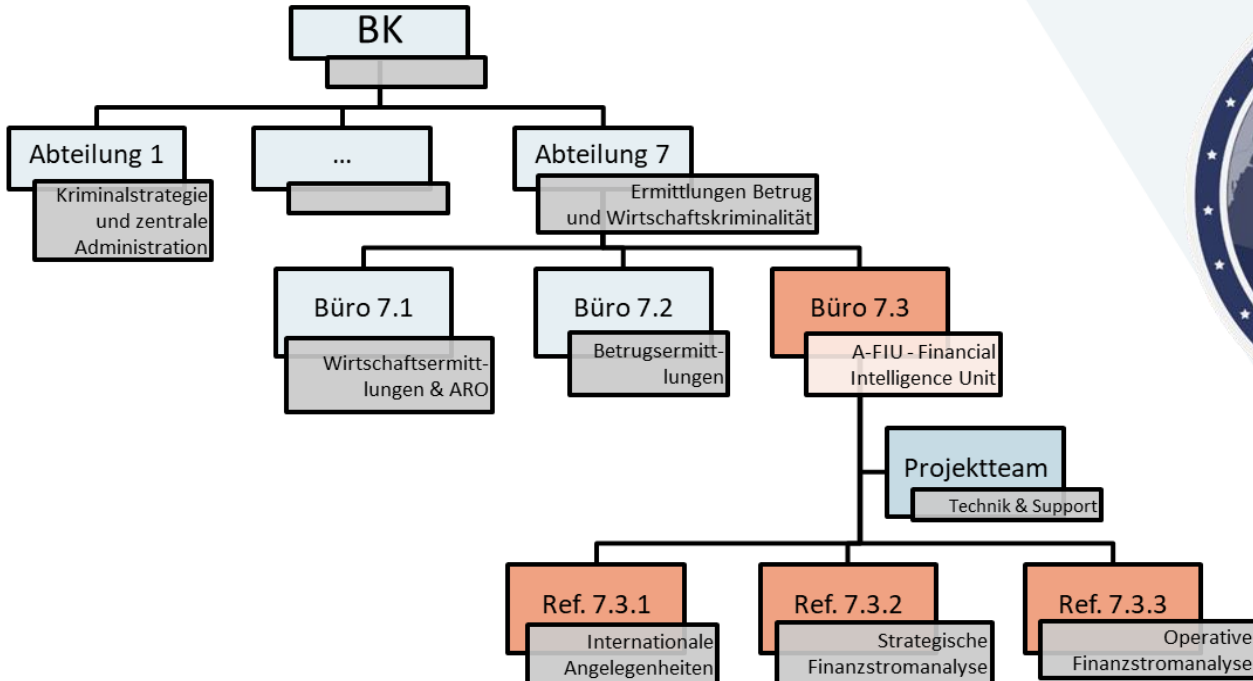 BK
Abteilung 1
Kriminalstrategie
und zentrale
Administration
...
Abteilung 7
Ermittlungen Betrug
und Wirtschaftskriminalität
Büro 7.1
Wirtschaftsermitt-
lungen & ARO
Büro 7.2
Betrugsermitt-
lungen
Büro 7.3
A-FIU - Financial
Intelligence Unit
Projektteam
Technik & Support
Ref. 7.3.1
Internationale
Angelegenheiten
Ref. 7.3.2
Strategische
Finanzstromanalyse
Ref. 7.3.3
Operative
Finanzstromanalyse